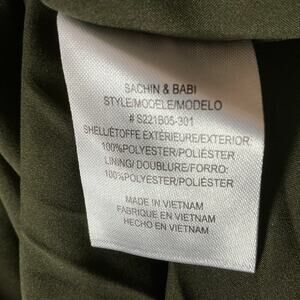 SACHIN & BABI
STYLE/MODELE/MODELO
# S221B05-301
SHELL/ÉTOFFE EXTÉRIEURE/EXTERIOR:
100%POLYESTER/POLIÉSTER
LINING/ DOUBLURE/FORRO:
100%POLYESTER/POLIÉSTER
MADE IN VIETNAM
FABRIQUE EN VIETNAM
HECHO EN VIETNAM